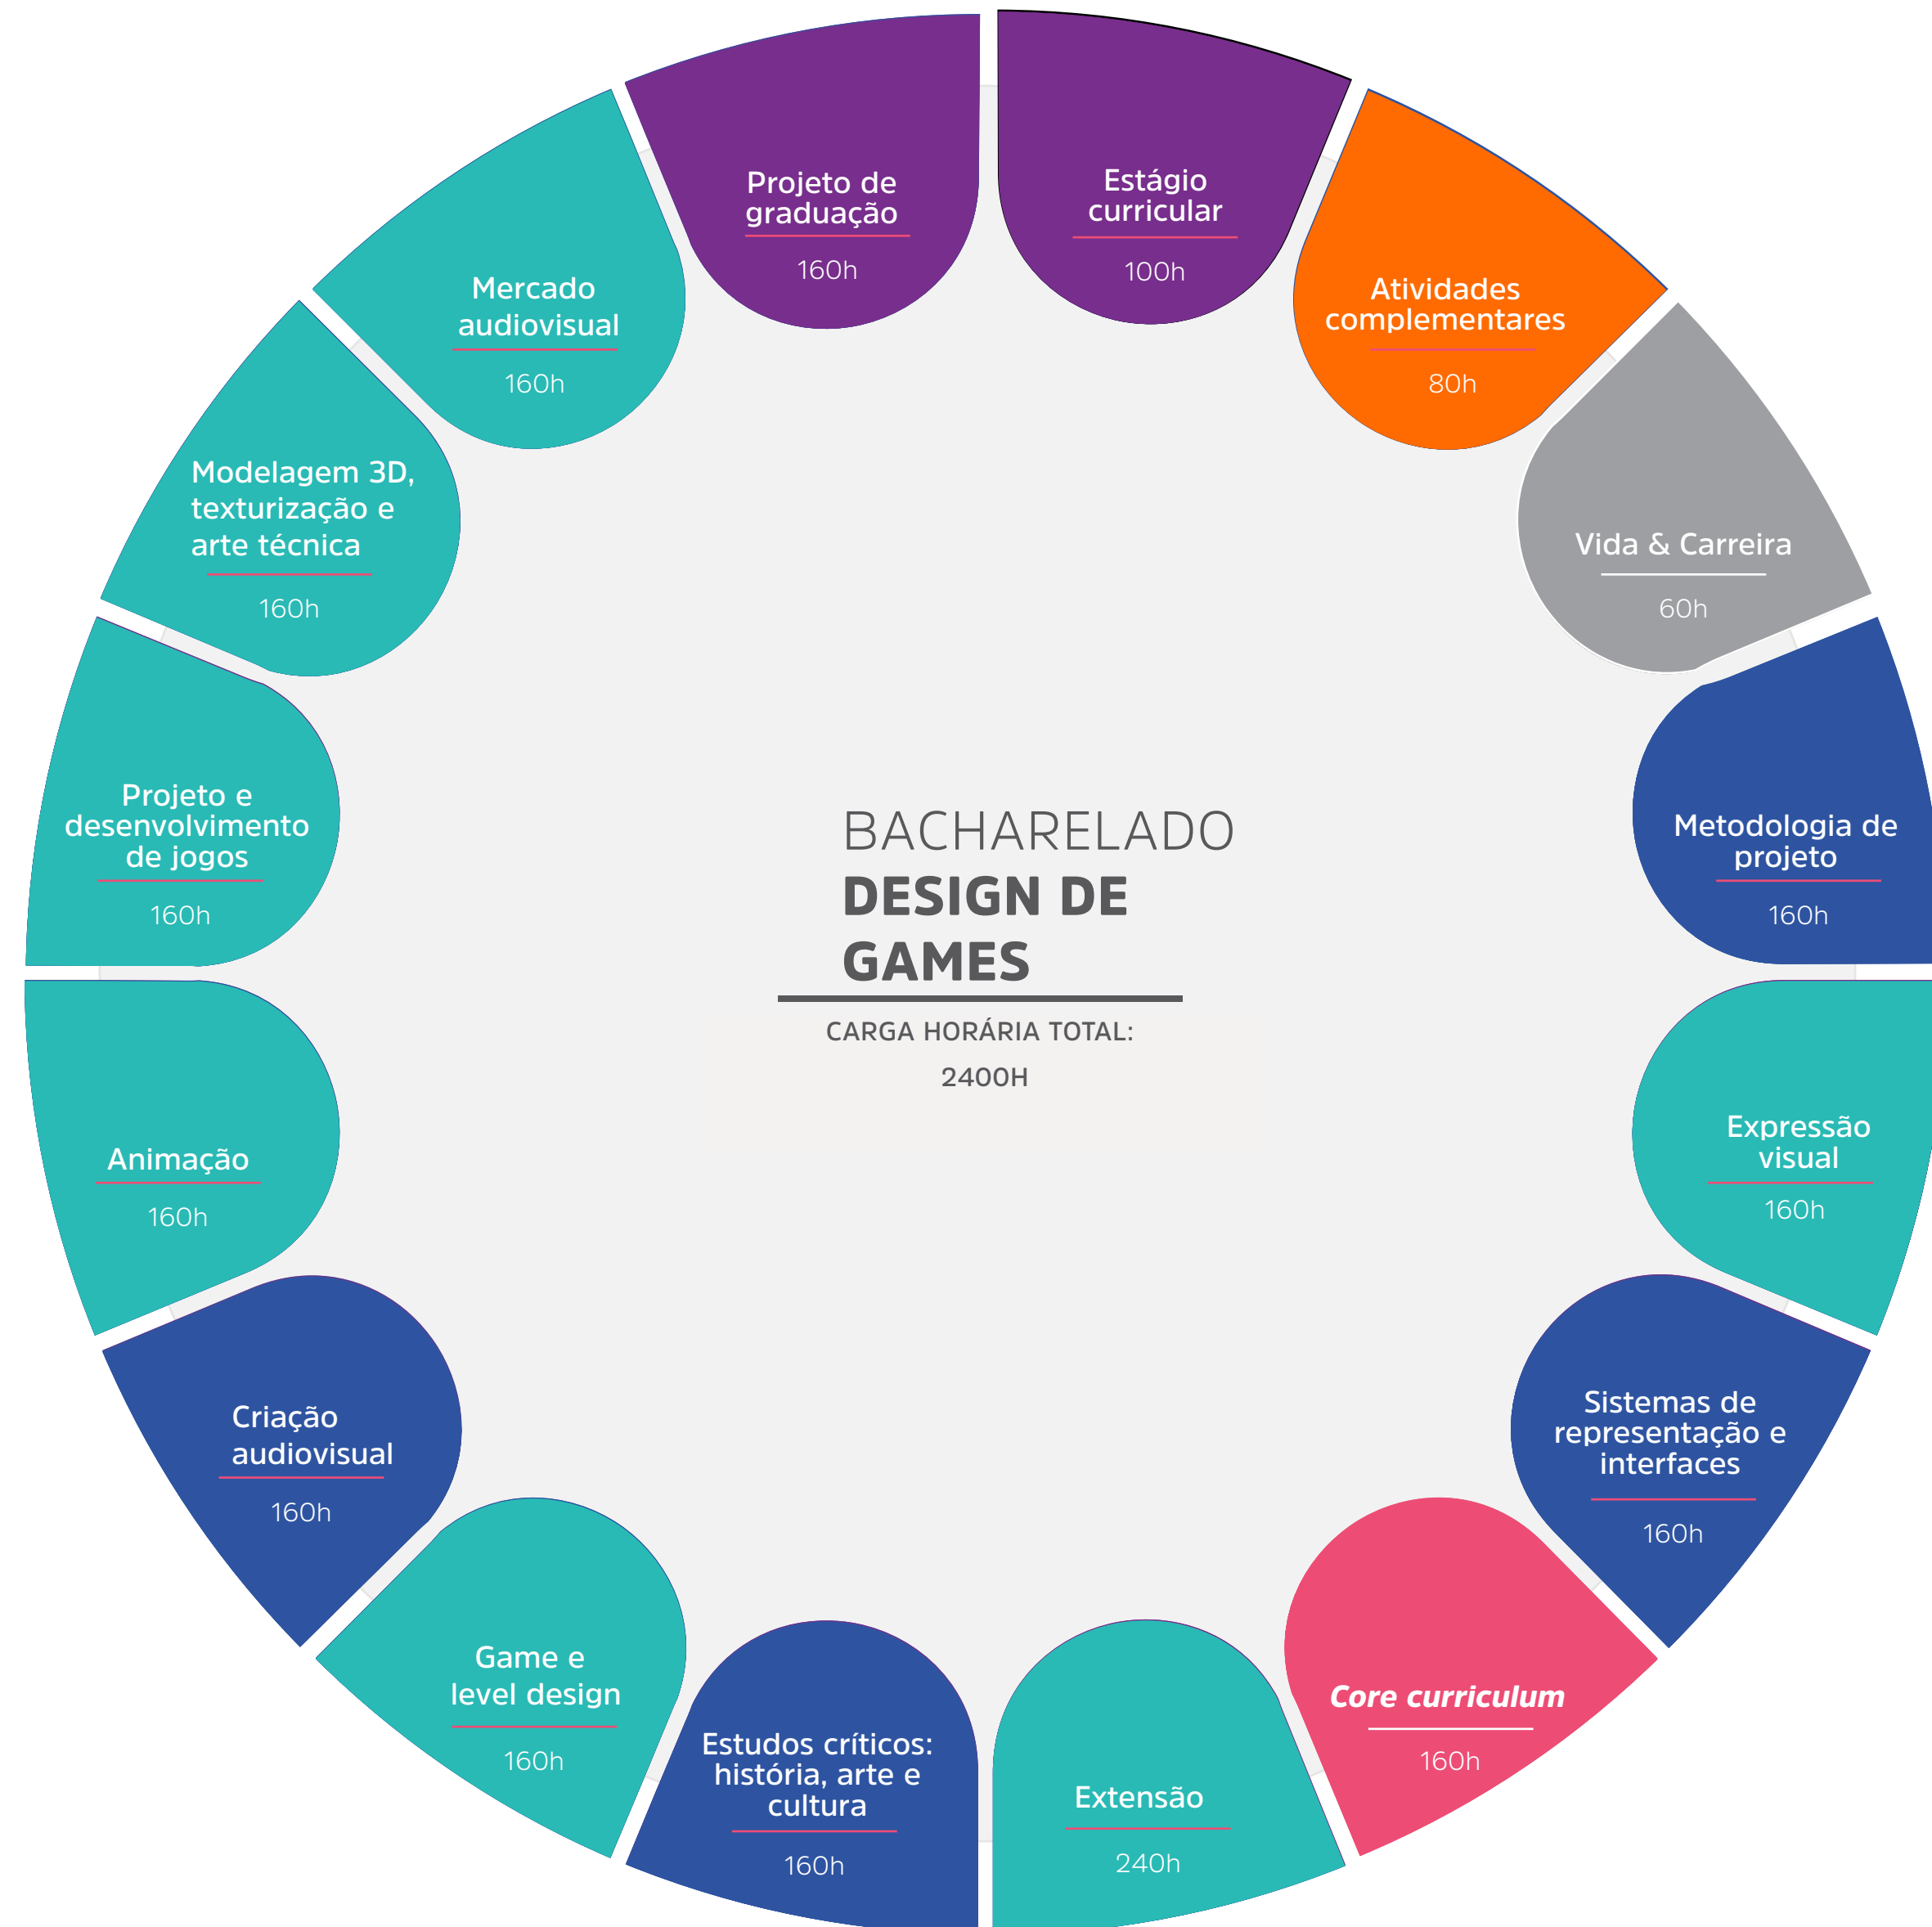 Projeto de
graduação
160h
Estágio
curricular
100h
Atividades
complementares
80h
Vida & Carreira
60h
Metodologia de
projeto
160h
Expressão
visual
160h
Sistemas de
representação e
interfaces
160h
Core curriculum
160h
Extensão
240h
Estudos críticos:
história, arte e
cultura
160h
Game e
level design
160h
Criação
audiovisual
160h
Animação
160h
Projeto e
desenvolvimento
de jogos
160h
Modelagem 3D,
texturização e
arte técnica
160h
Mercado
audiovisual
160h
BACHARELADO
DESIGN DE
GAMES
CARGA HORÁRIA TOTAL:
2400H